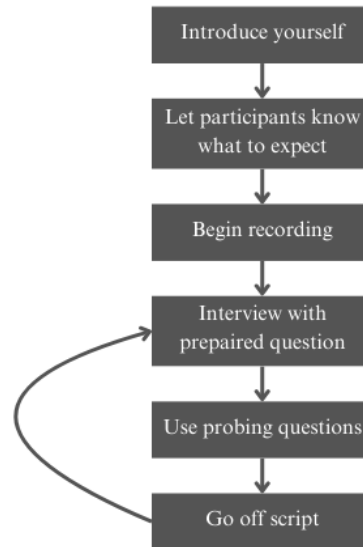 Introduce yourself
Let participants know
what to expect
Begin recording
Interview with
prepaired question
Use probing questions
Go off script